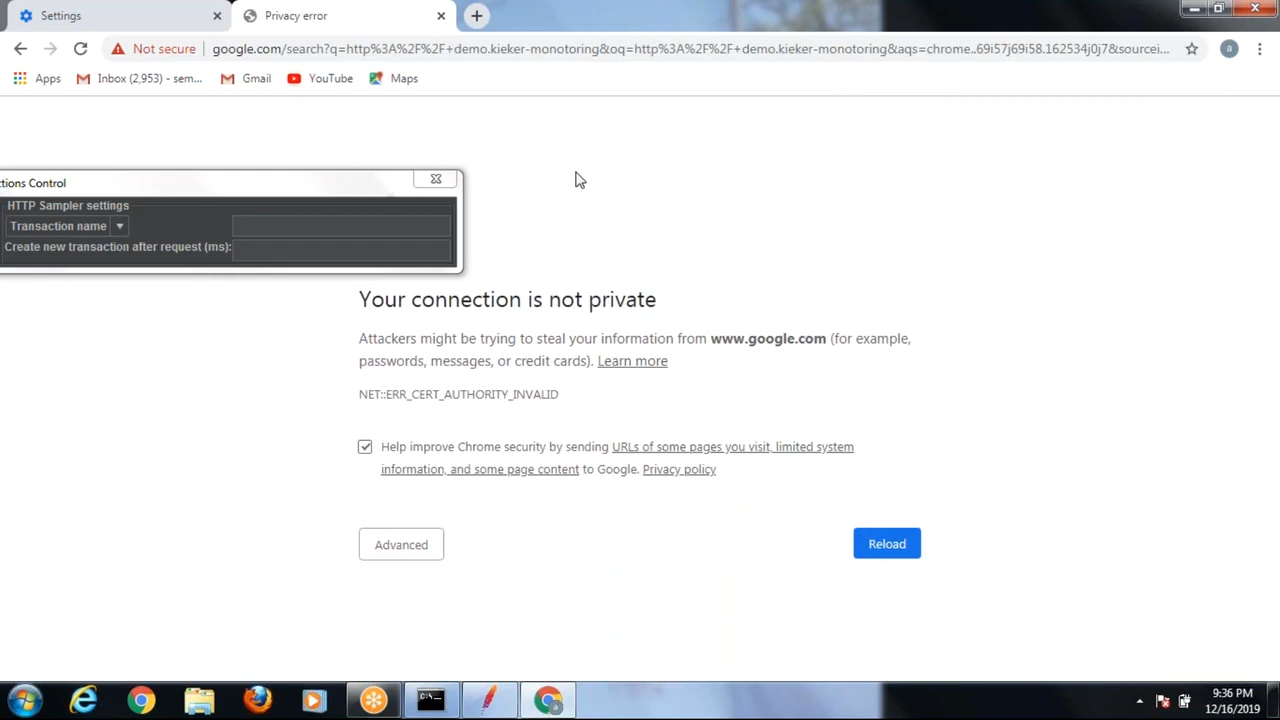 Settings
Privacy error
Not secure
google.com/search?q=http%3A%2F%2F+demo.kieker-monotoring&oq=http%3A%2F%2F+demo.kieker-monotoring&aqs=chrome..69i57j69i58.162534j0j7&sourcei...
a
Apps
Inbox (2,953) - sem...
Gmail
YouTube
Maps
ctions Control
HTTP Sampler settings
Transaction name
Create new transaction after request (ms):
Your connection is not private
Attackers might be trying to steal your information from www.google.com (for example,
passwords, messages, or credit cards). Learn more
NET::ERR_CERT_AUTHORITY_INVALID
Help improve Chrome security by sending URLs of some pages you visit, limited system
information, and some page content to Google. Privacy policy
Advanced
Reload
9:36 PM
12/16/2019